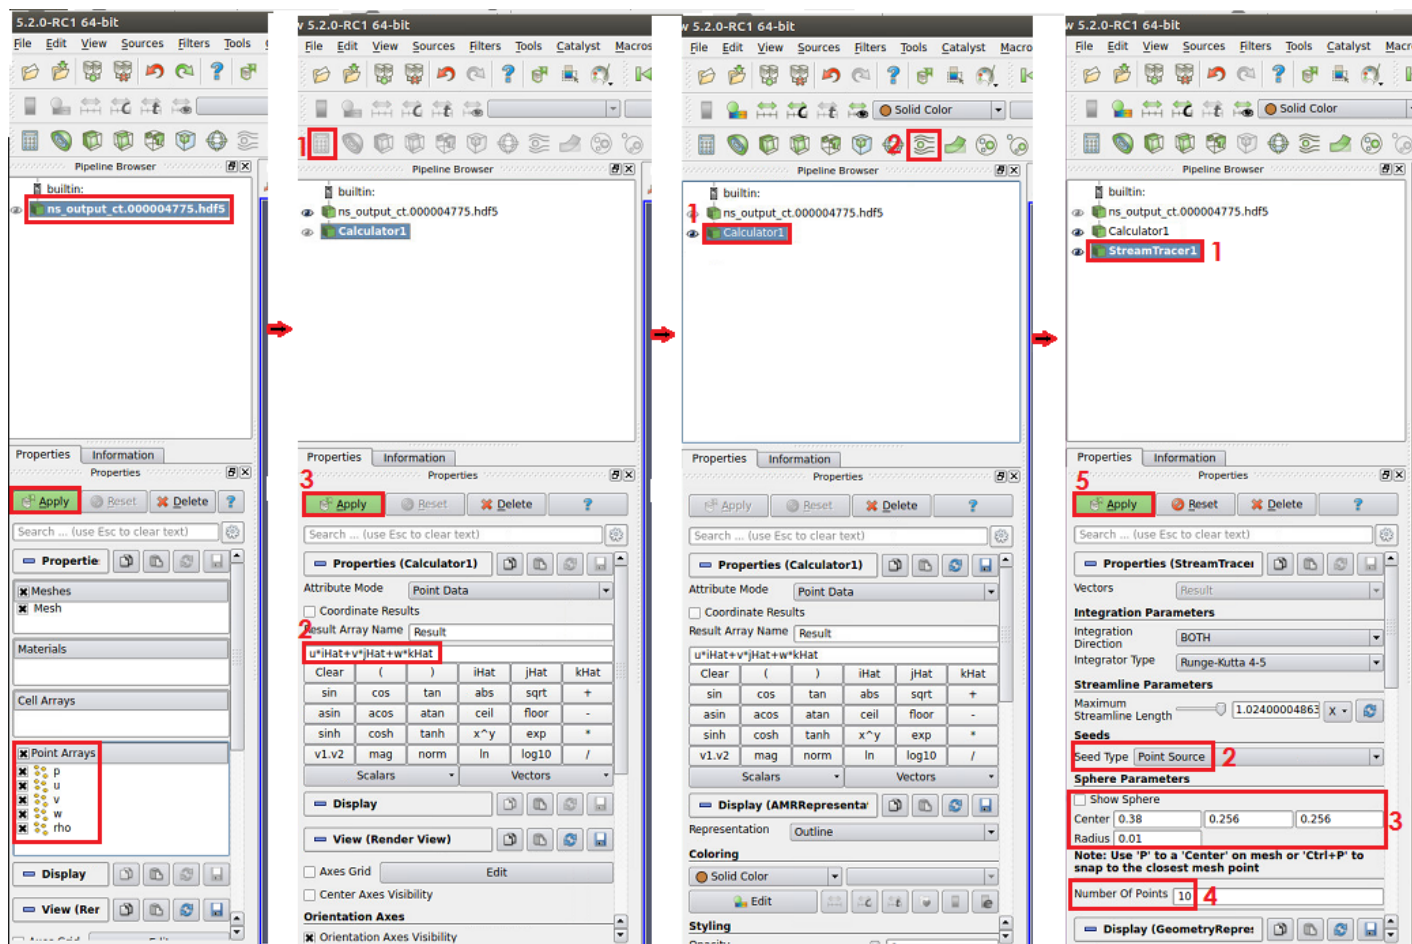 5.2.0-RC1 64-bit
File Edit View Sources Filters Tools
Pipeline Browser
builtin:
ns_output_ct.000004775.hdf5
Properties Information
Properties
Apply Reset Delete ?
Search ... (use Esc to clear text)
Propertie
Meshes
Mesh
Materials
Cell Arrays
Point Arrays
p
u
v
w
rho
Display
View (Rer
w 5.2.0-RC1 64-bit
File Edit View Sources Filters Tools Catalyst Macros
1
Pipeline Browser
builtin:
ns_output_ct.000004775.hdf5
Calculator1
Properties Information
Properties
3
Apply Reset Delete ?
Search ... (use Esc to clear text)
Properties (Calculator1)
Attribute Mode Point Data
Coordinate Results
Result Array Name Result
2
u*iHat+v*jHat+w*kHat
Clear ( ) iHat jHat kHat
sin cos tan abs sqrt +
asin acos atan ceil floor -
sinh cosh tanh x^y exp *
v1.v2 mag norm ln log10 /
Scalars Vectors
Display
View (Render View)
Axes Grid Edit
Center Axes Visibility
Orientation Axes
Orientation Axes Visibility
w 5.2.0-RC1 64-bit
File Edit View Sources Filters Tools Catalyst Macro
Solid Color
2
Pipeline Browser
builtin:
1 ns_output_ct.000004775.hdf5
Calculator1
Properties Information
Properties
Apply Reset Delete ?
Search ... (use Esc to clear text)
Properties (Calculator1)
Attribute Mode Point Data
Coordinate Results
Result Array Name Result
u*iHat+v*jHat+w*kHat
Clear ( ) iHat jHat kHat
sin cos tan abs sqrt +
asin acos atan ceil floor -
sinh cosh tanh x^y exp *
v1.v2 mag norm ln log10 /
Scalars Vectors
Display (AMRRepresenta
Representation Outline
Coloring
Solid Color
Edit
Styling
w 5.2.0-RC1 64-bit
File Edit View Sources Filters Tools Catalyst Macr
Solid Color
Pipeline Browser
builtin:
ns_output_ct.000004775.hdf5
Calculator1
StreamTracer1 1
Properties Information
Properties
5
Apply Reset Delete ?
Search ... (use Esc to clear text)
Properties (StreamTracer
Vectors Result
Integration Parameters
Integration
Direction BOTH
Integrator Type Runge-Kutta 4-5
Streamline Parameters
Maximum
Streamline Length 1.02400004863 X
Seeds
Seed Type Point Source 2
Sphere Parameters
Show Sphere
Center 0.38 0.256 0.256 3
Radius 0.01
Note: Use 'P' to a 'Center' on mesh or 'Ctrl+P' to
snap to the closest mesh point
Number Of Points 10 4
Display (GeometryRepre: